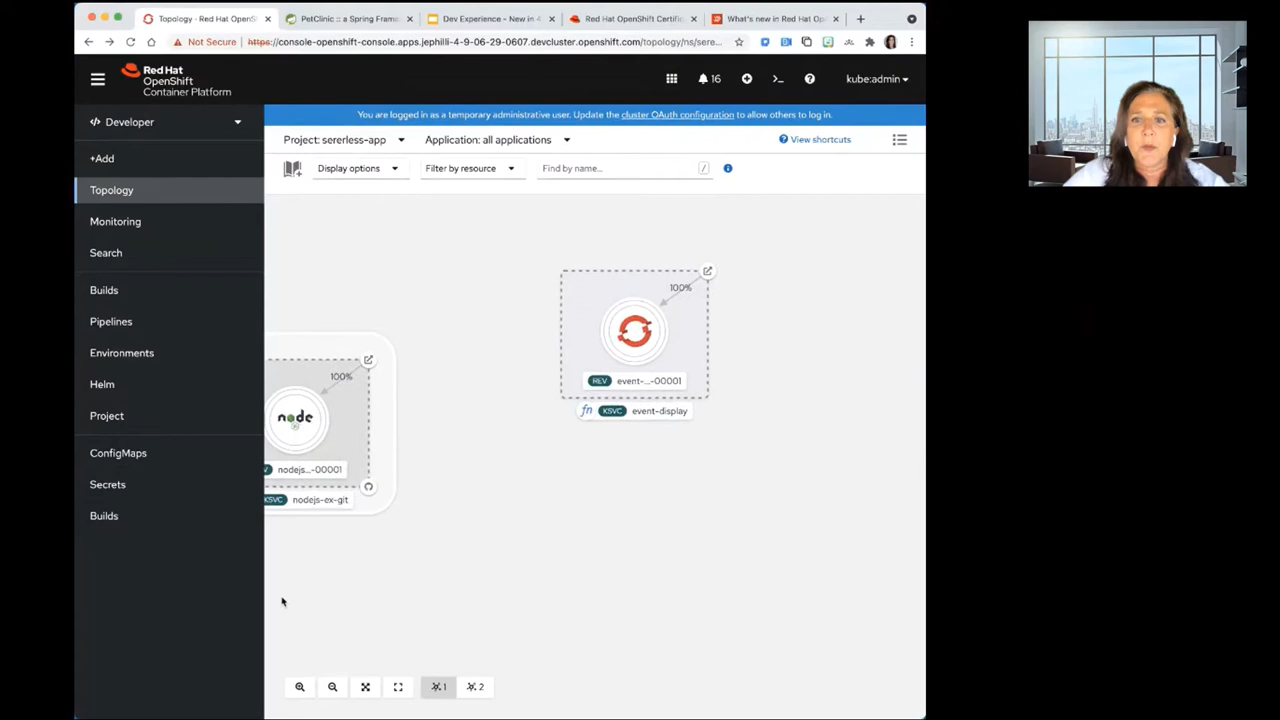 Topology - Red Hat OpenShi
PetClinic :: a Spring Frame
Dev Experience - New in 4
Red Hat OpenShift Certific
What's new in Red Hat Ope
Not Secure
https://console-openshift-console.apps.jephilli-4-9-06-29-0607.devcluster.openshift.com/topology/ns/sere...
Red Hat
OpenShift
Container Platform
16
kube:admin
You are logged in as a temporary administrative user. Update the cluster OAuth configuration to allow others to log in.
Developer
Project: sererless-app
Application: all applications
View shortcuts
+Add
Display options
Filter by resource
Find by name...
/
Topology
Monitoring
Search
Builds
Pipelines
Environments
Helm
Project
ConfigMaps
Secrets
Builds
100%
REV event-...-00001
fn KSVC event-display
100%
node
V nodejs...-00001
KSVC nodejs-ex-git
1
2